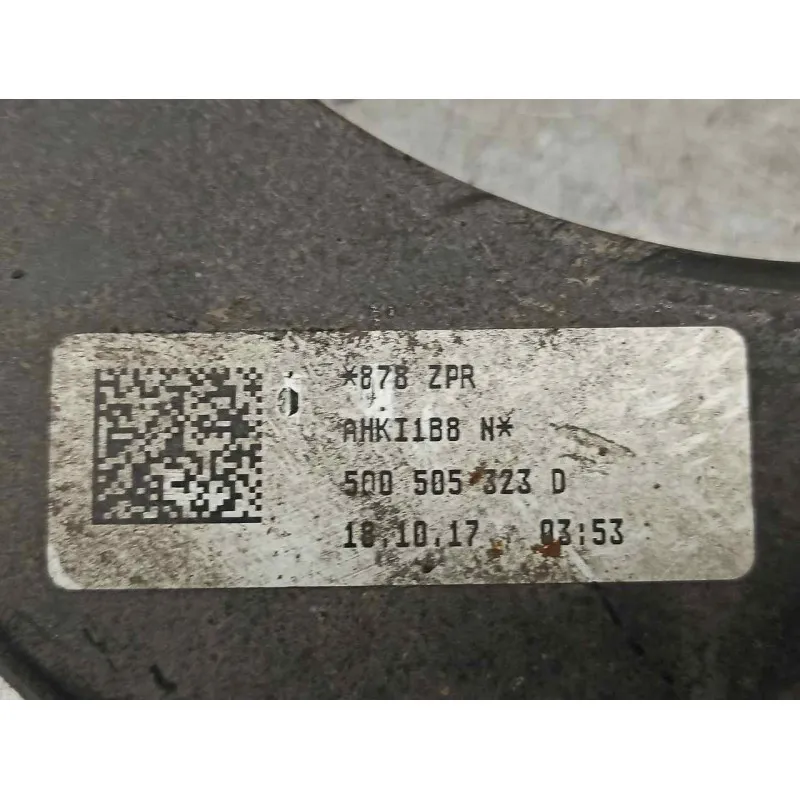 *878 ZPR
AHKI1B8 N*
5Q0 505 323 D
18.10.17 03:53